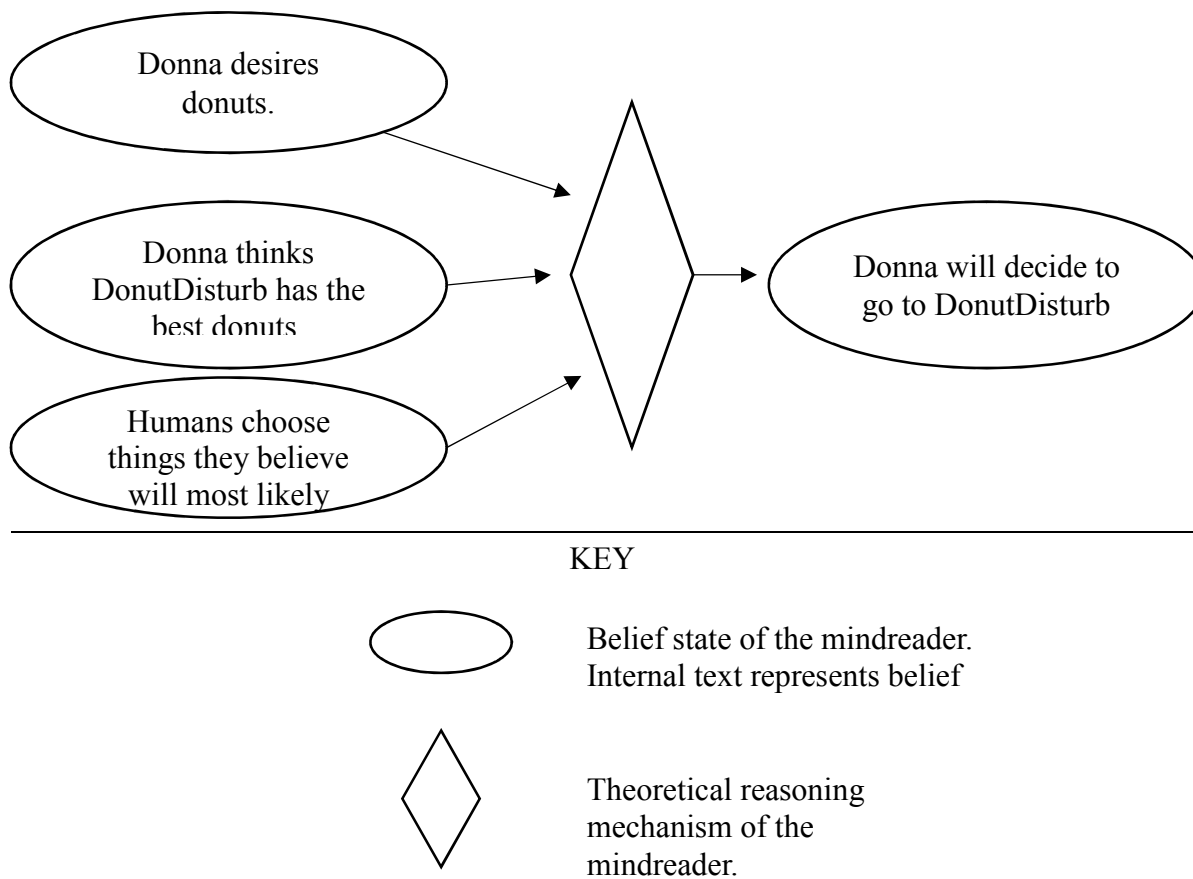 Donna desires
donuts.
Donna thinks
DonutDisturb has the
best donuts
Humans choose
things they believe
will most likely
Donna will decide to
go to DonutDisturb
KEY
Belief state of the mindreader.
Internal text represents belief
Theoretical reasoning
mechanism of the
mindreader.